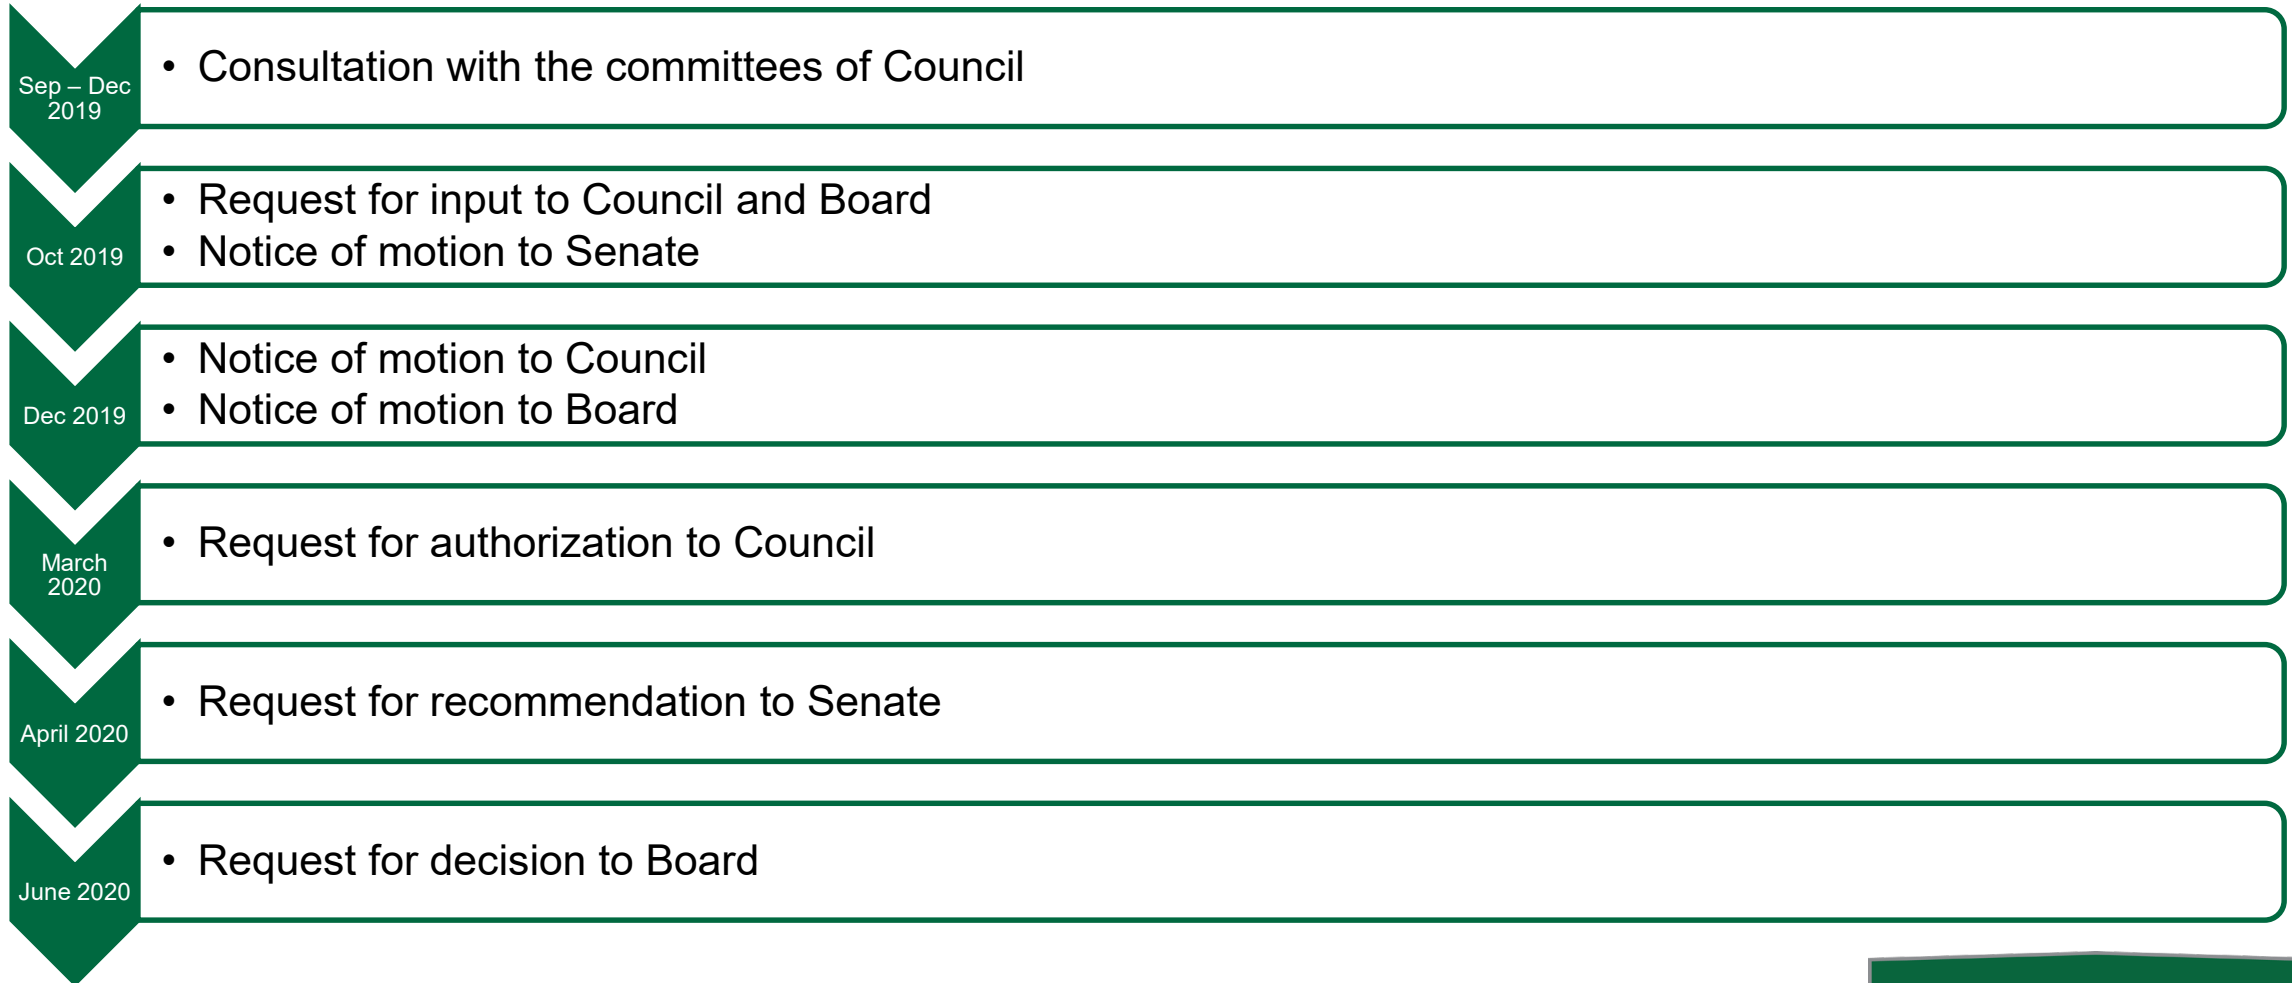 Sep – Dec
2019
• Consultation with the committees of Council
Oct 2019
• Request for input to Council and Board
• Notice of motion to Senate
Dec 2019
• Notice of motion to Council
• Notice of motion to Board
March
2020
• Request for authorization to Council
April 2020
• Request for recommendation to Senate
June 2020
• Request for decision to Board